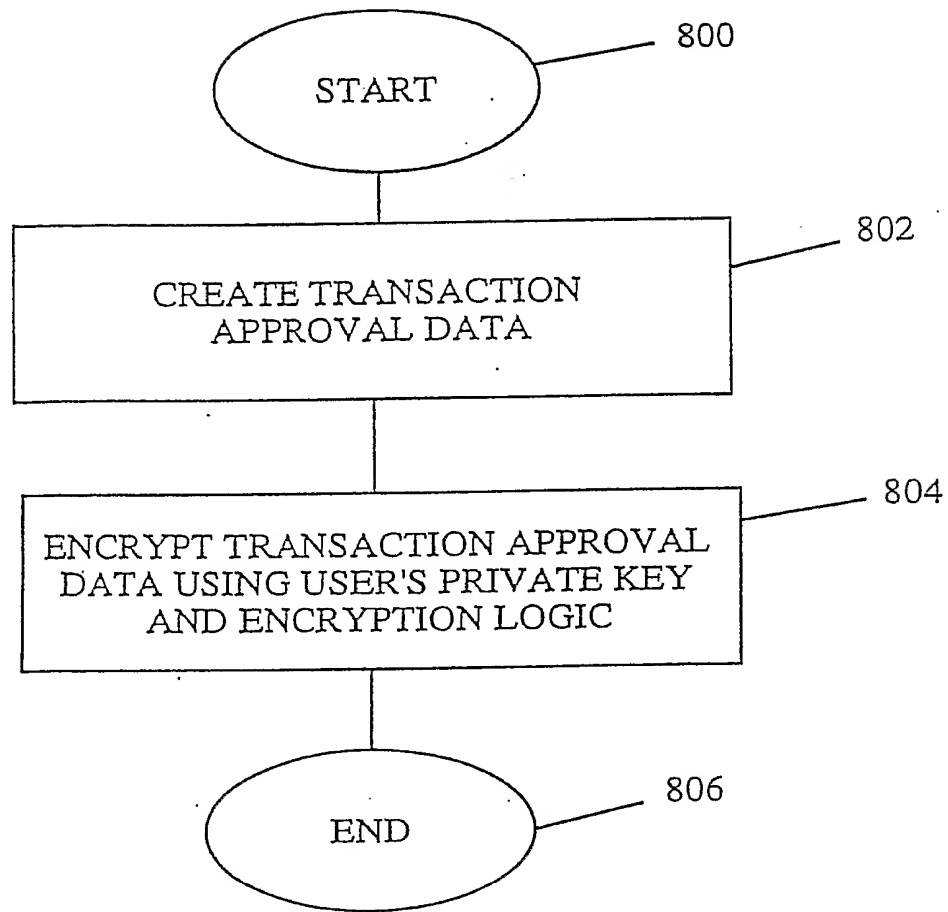 800
START
802
CREATE TRANSACTION
APPROVAL DATA
804
ENCRYPT TRANSACTION APPROVAL
DATA USING USER'S PRIVATE KEY
AND ENCRYPTION LOGIC
806
END